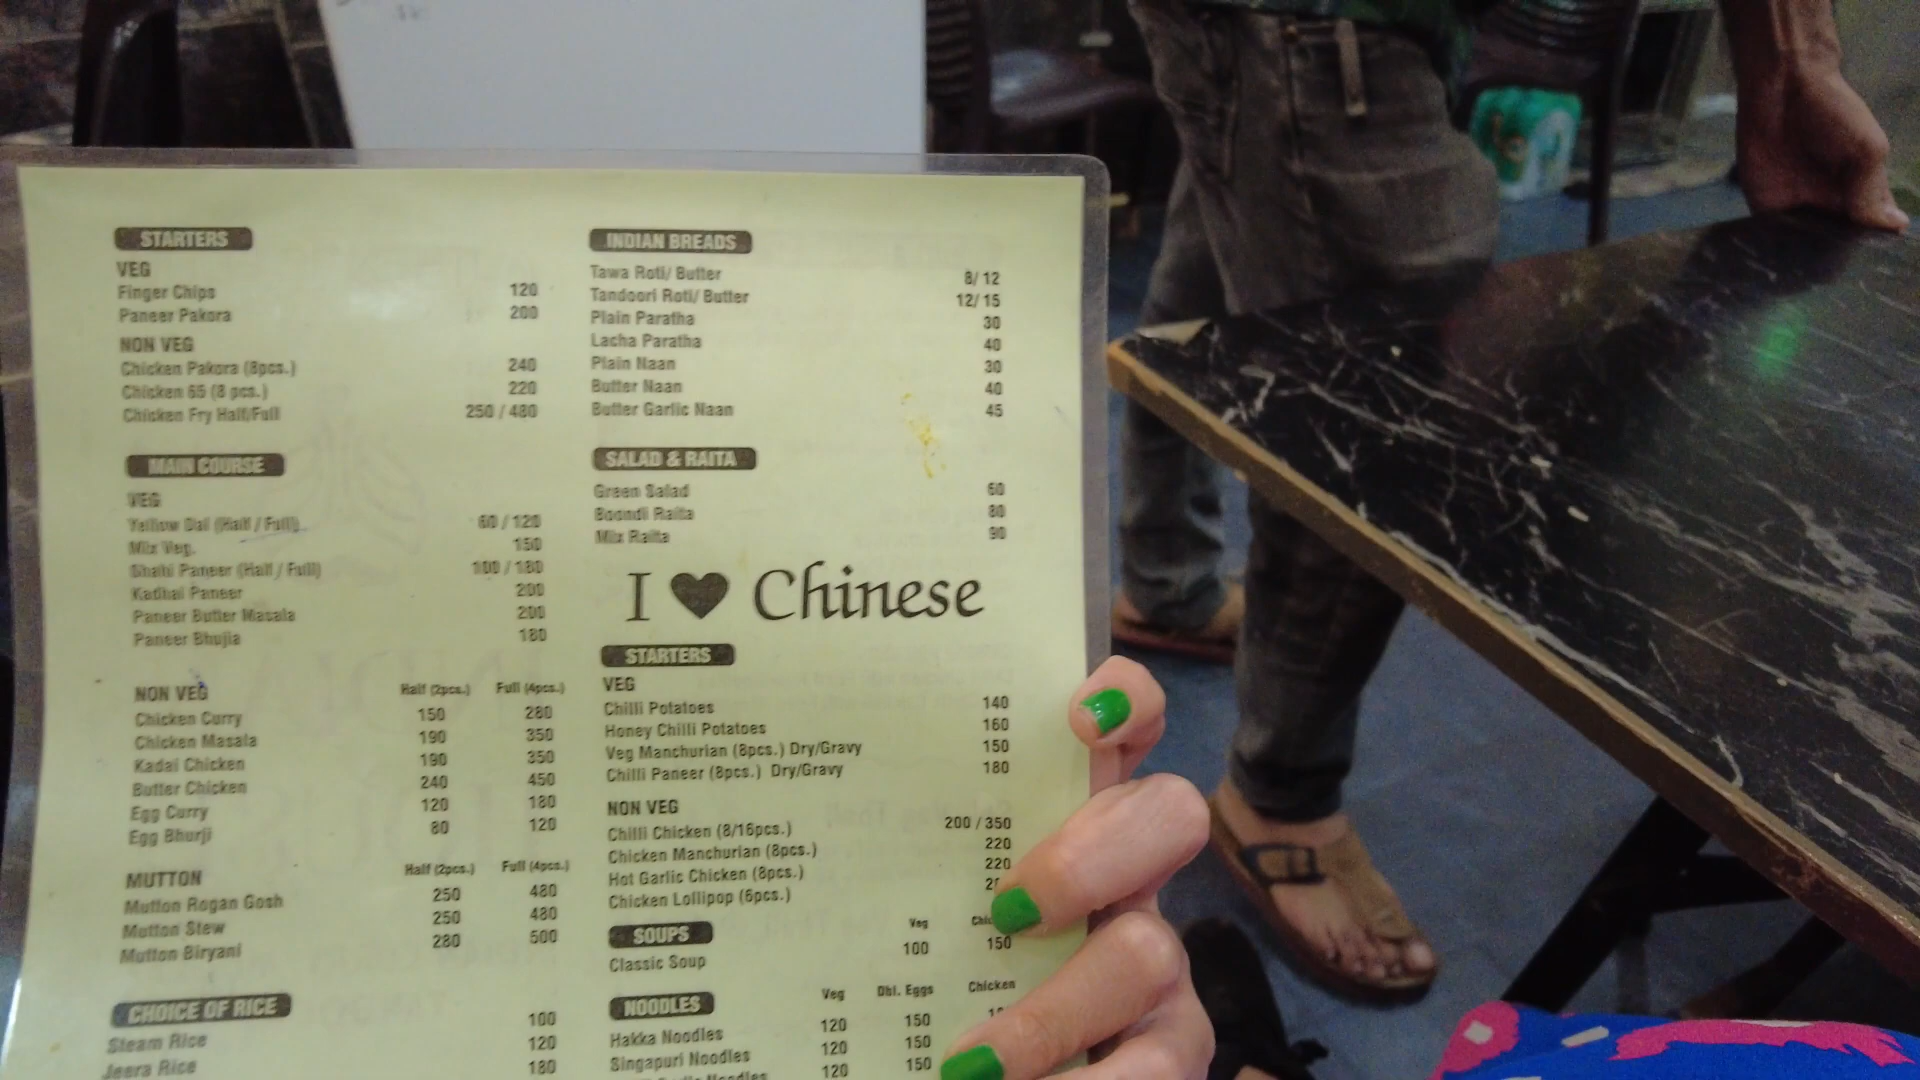 STARTERS
VEG
Finger Chips 120
Paneer Pakora 200
NON VEG
Chicken Pakora (8pcs.) 240
Chicken 65 (8 pcs.) 220
Chicken Fry Half/Full 250 / 480
MAIN COURSE
VEG
Yellow Dal (Half / Full) 60 / 120
Mix Veg. 150
Shahi Paneer (Half / Full) 100 / 180
Kadhai Paneer 200
Paneer Butter Masala 200
Paneer Bhujia 180
NON VEG Half (2pcs.) Full (4pcs.)
Chicken Curry 150 280
Chicken Masala 190 350
Kadai Chicken 190 350
Butter Chicken 240 450
Egg Curry 120 180
Egg Bhurji 80 120
MUTTON Half (2pcs.) Full (4pcs.)
Mutton Rogan Gosh 250 480
Mutton Stew 250 480
Mutton Biryani 280 500
CHOICE OF RICE
Steam Rice 100
Jeera Rice 120
180
INDIAN BREADS
Tawa Roti/ Butter 8/ 12
Tandoori Roti/ Butter 12/ 15
Plain Paratha 30
Lacha Paratha 40
Plain Naan 30
Butter Naan 40
Butter Garlic Naan 45
SALAD & RAITA
Green Salad 60
Boondi Raita 80
Mix Raita 90
I ♥ Chinese
STARTERS
VEG
Chilli Potatoes 140
Honey Chilli Potatoes 160
Veg Manchurian (8pcs.) Dry/Gravy 150
Chilli Paneer (8pcs.) Dry/Gravy 180
NON VEG
Chilli Chicken (8/16pcs.) 200 / 350
Chicken Manchurian (8pcs.) 220
Hot Garlic Chicken (8pcs.) 220
Chicken Lollipop (6pcs.)
SOUPS Veg
Classic Soup 100 150
NOODLES Veg Dbl. Eggs Chicken
Hakka Noodles 120 150
Singapuri Noodles 120 150
Noodles 120 150